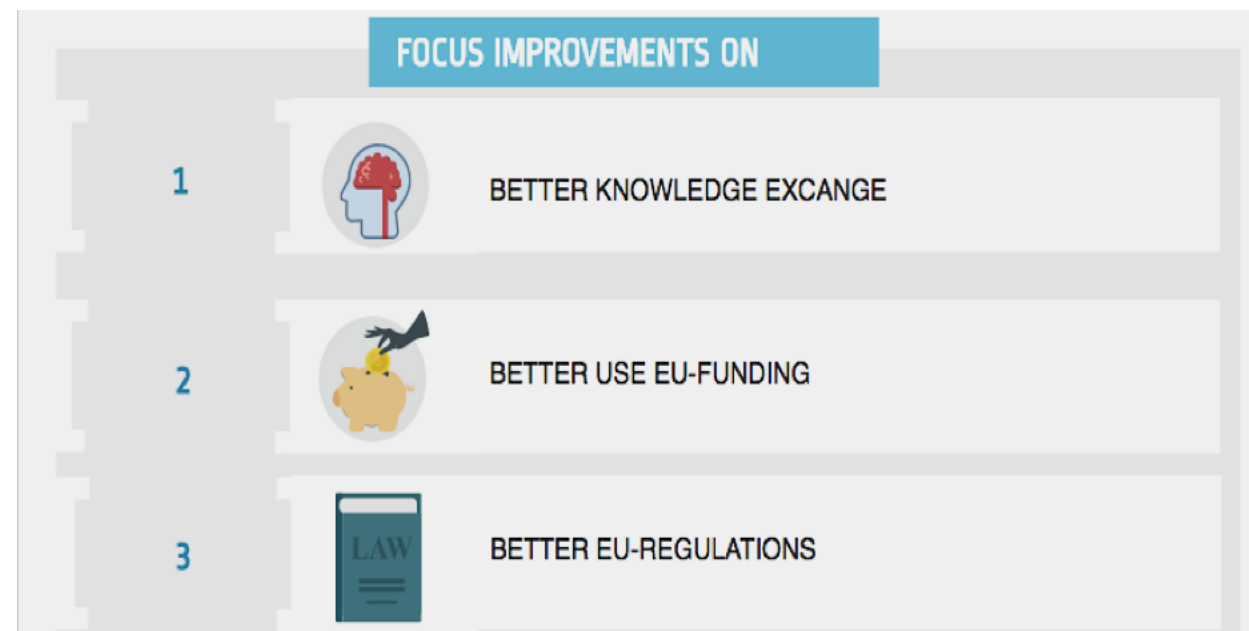 FOCUS IMPROVEMENTS ON
1
BETTER KNOWLEDGE EXCANGE
2
BETTER USE EU-FUNDING
3
LAW
BETTER EU-REGULATIONS